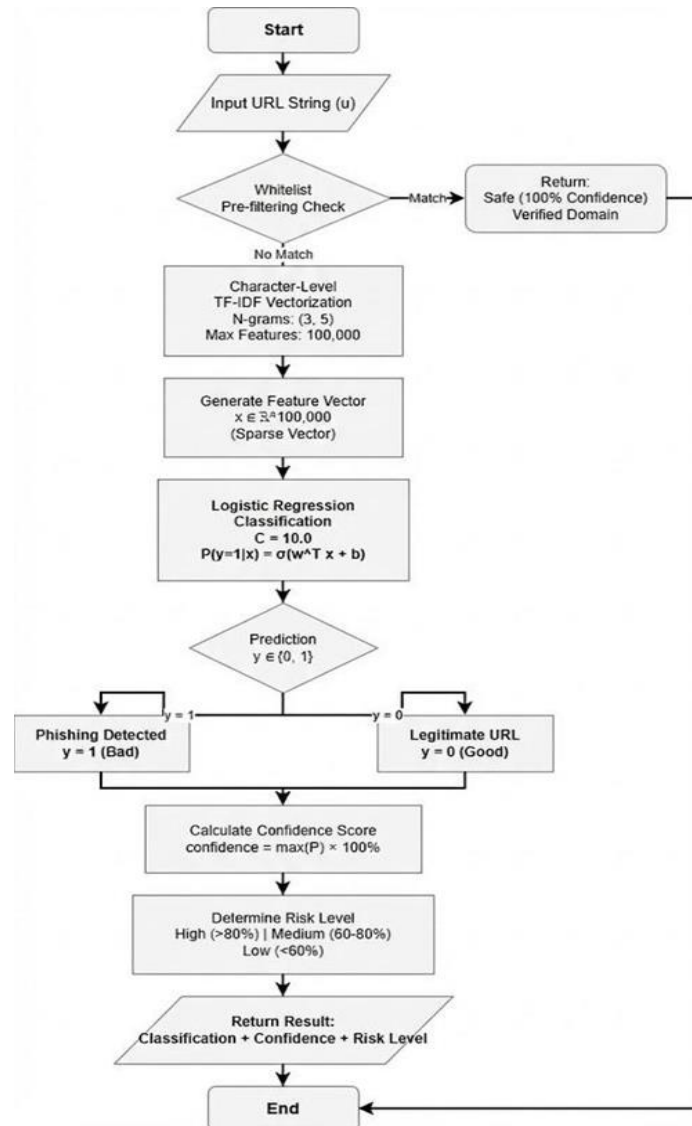 Start
Input URL String (u)
Whitelist
Pre-filtering Check
Match
Return:
Safe (100% Confidence)
Verified Domain
No Match
Character-Level
TF-IDF Vectorization
N-grams: (3, 5)
Max Features: 100,000
Generate Feature Vector
x ∈ ℝ^100,000
(Sparse Vector)
Logistic Regression
Classification
C = 10.0
P(y=1|x) = σ(w^T x + b)
Prediction
y ∈ {0, 1}
y = 1
y = 0
Phishing Detected
y = 1 (Bad)
Legitimate URL
y = 0 (Good)
Calculate Confidence Score
confidence = max(P) × 100%
Determine Risk Level
High (>80%) | Medium (60-80%)
Low (<60%)
Return Result:
Classification + Confidence + Risk Level
End